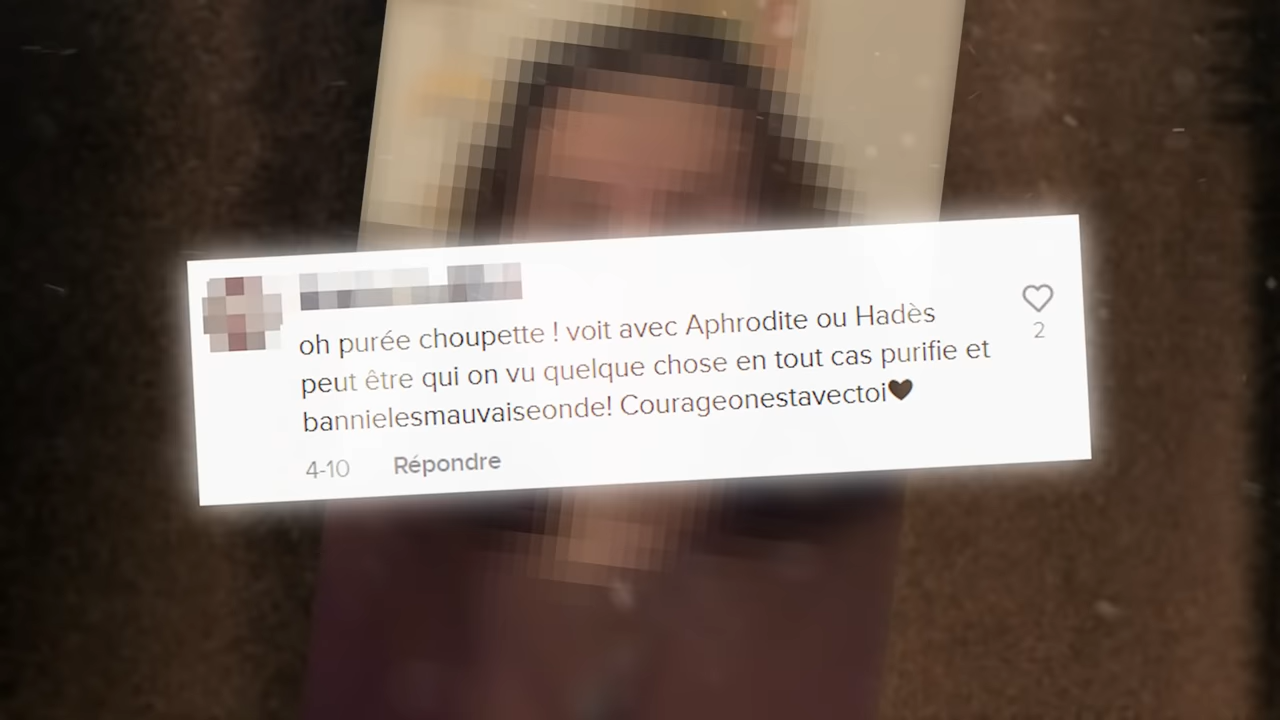 oh purée choupette ! voit avec Aphrodite ou Hadès
peut être qui on vu quelque chose en tout cas purifie et
bannielesmauvaiseonde! Courageonestavectoi🖤
2
4-10 Répondre